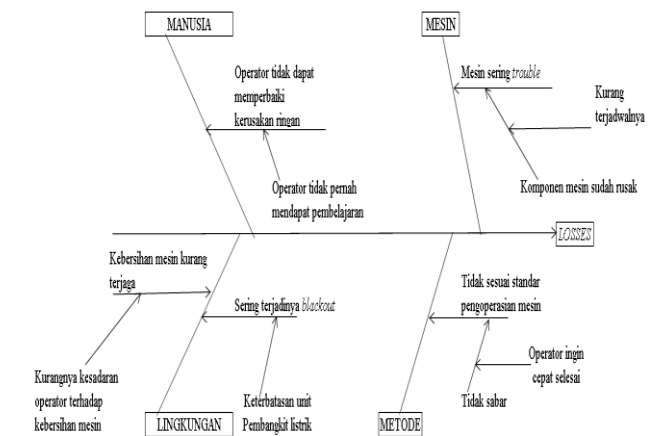 MANUSIA
MESIN
Operator tidak dapat
memperbaiki
kerusakan ringan
Mesin sering trouble
Kurang
terjadwalnya
Operator tidak pernah
mendapat pembelajaran
Komponen mesin sudah rusak
LOSSES
Kebersihan mesin kurang
terjaga
Sering terjadinya blackout
Tidak sesuai standar
pengoperasian mesin
Kurangnya kesadaran
operator terhadap
kebersihan mesin
Keterbatasan unit
Pembangkit listrik
Operator ingin
cepat selesai
Tidak sabar
LINGKUNGAN
METODE